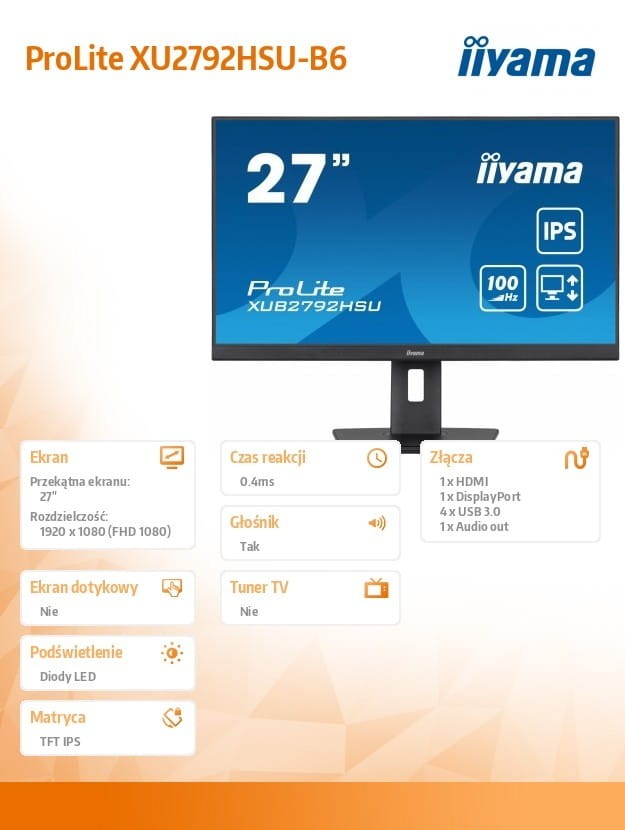 ProLite XU2792HSU-B6
iiyama
27"
iiyama
IPS
ProLite
XUB2792HSU
100
Hz
iiyama
Ekran
Przekątna ekranu:
27"
Rozdzielczość:
1920 x 1080 (FHD 1080)
Czas reakcji
0.4ms
Złącza
1 x HDMI
1 x DisplayPort
4 x USB 3.0
1 x Audio out
Głośnik
Tak
Ekran dotykowy
Nie
Tuner TV
Nie
Podświetlenie
Diody LED
Matryca
TFT IPS